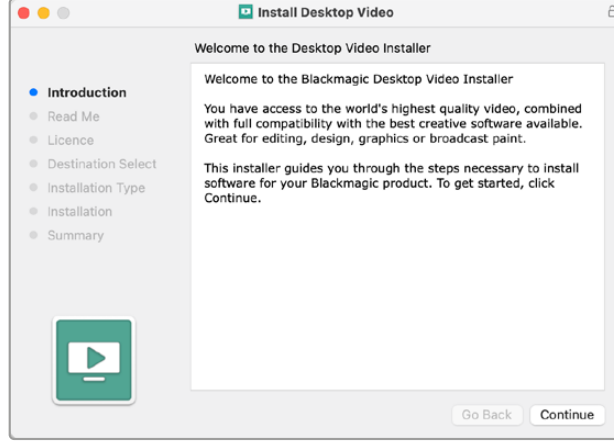 Install Desktop Video
Welcome to the Desktop Video Installer
Introduction
Read Me
Licence
Destination Select
Installation Type
Installation
Summary
Welcome to the Blackmagic Desktop Video Installer
You have access to the world's highest quality video, combined
with full compatibility with the best creative software available.
Great for editing, design, graphics or broadcast paint.
This installer guides you through the steps necessary to install
software for your Blackmagic product. To get started, click
Continue.
Go Back
Continue